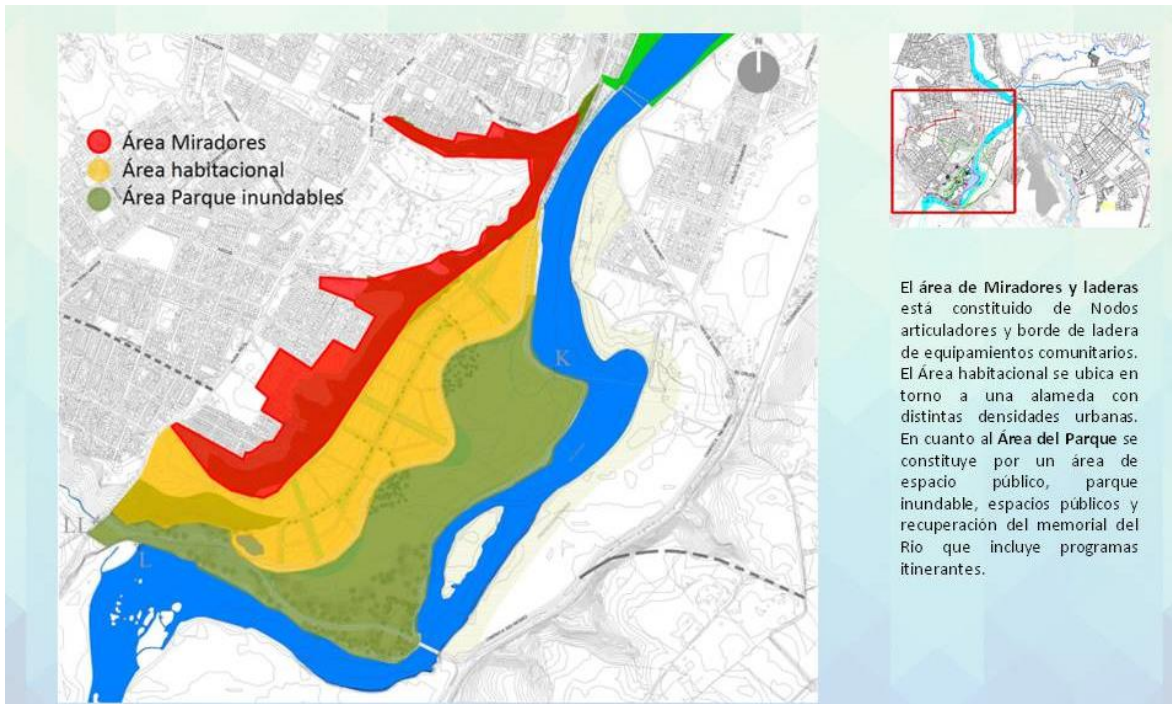 N
Área Miradores
Área habitacional
Área Parque inundables
K
LL
L
El área de Miradores y laderas
está constituido de Nodos
articuladores y borde de ladera
de equipamientos comunitarios.
El Área habitacional se ubica en
torno a una alameda con
distintas densidades urbanas.
En cuanto al Área del Parque se
constituye por un área de
espacio público, parque
inundable, espacios públicos y
recuperación del memorial del
Rio que incluye programas
itinerantes.